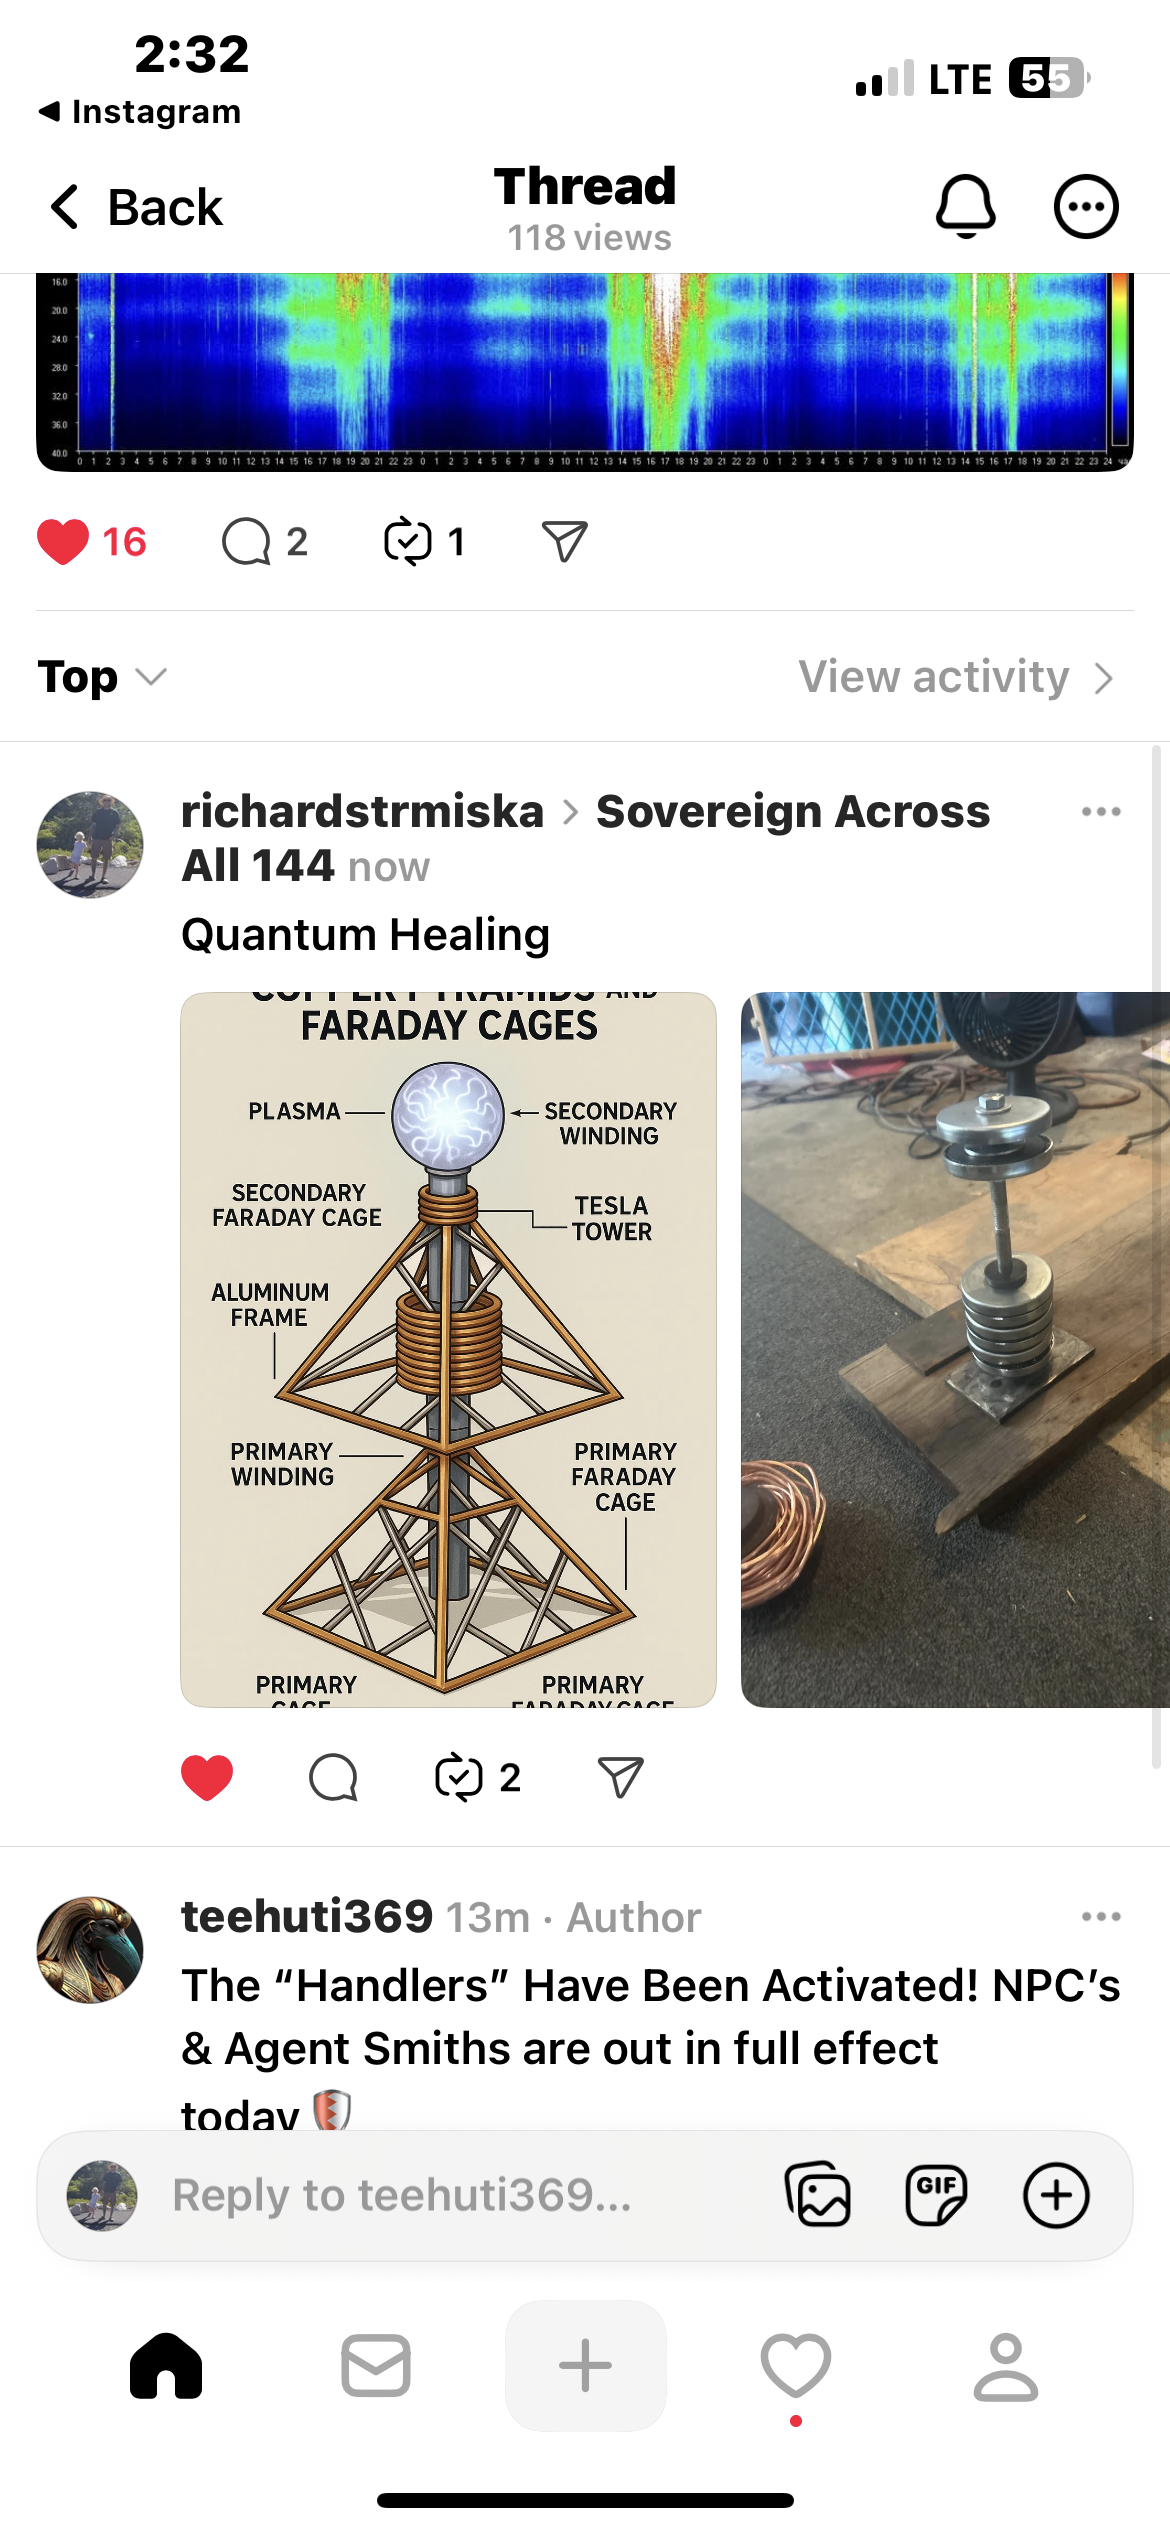 2:32
LTE
55
Instagram
Back
Thread
118 views
16.0
20.0
24.0
28.0
32.0
36.0
40.0
0 1 2 3 4 5 6 7 8 9 10 11 12 13 14 15 16 17 18 19 20 21 22 23 0 1 2 3 4 5 6 7 8 9 10 11 12 13 14 15 16 17 18 19 20 21 22 23 0 1 2 3 4 5 6 7 8 9 10 11 12 13 14 15 16 17 18 19 20 21 22 23 24
16
2
1
Top
View activity
richardstrmiska > Sovereign Across
All 144 now
Quantum Healing
COPPER PYRAMIDS AND
FARADAY CAGES
PLASMA
SECONDARY
WINDING
SECONDARY
FARADAY CAGE
TESLA
TOWER
ALUMINUM
FRAME
PRIMARY
WINDING
PRIMARY
FARADAY
CAGE
PRIMARY
CAGE
PRIMARY
FARADAY CAGE
2
teehuti369 13m · Author
The “Handlers” Have Been Activated! NPC’s
& Agent Smiths are out in full effect
today
Reply to teehuti369...
GIF